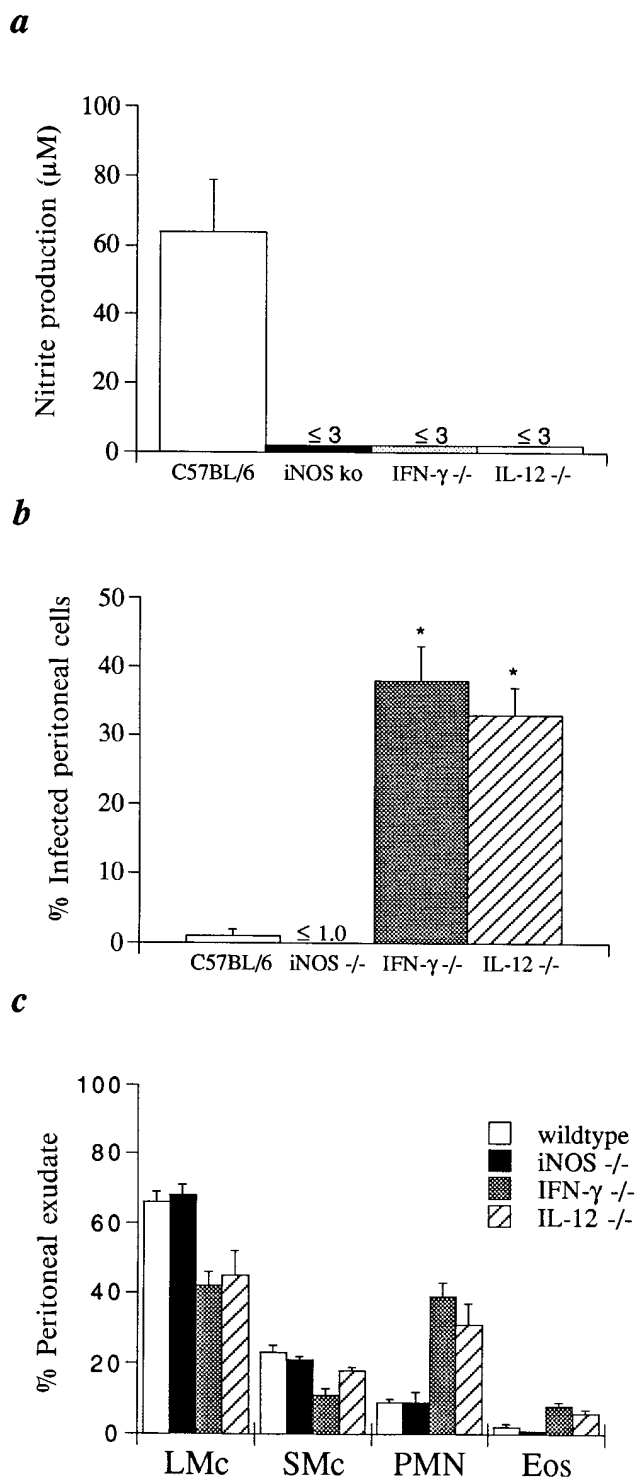 a
100
80
60
40
20
0
Nitrite production (μM)
≤ 3 ≤ 3 ≤ 3
C57BL/6 iNOS ko IFN-γ -/- IL-12 -/-
b
50
40
30
20
10
0
% Infected peritoneal cells
* *
≤ 1.0
C57BL/6 iNOS -/- IFN-γ -/- IL-12 -/-
c
100
80
60
40
20
0
% Peritoneal exudate
wildtype
iNOS -/-
IFN-γ -/-
IL-12 -/-
LMc SMc PMN Eos